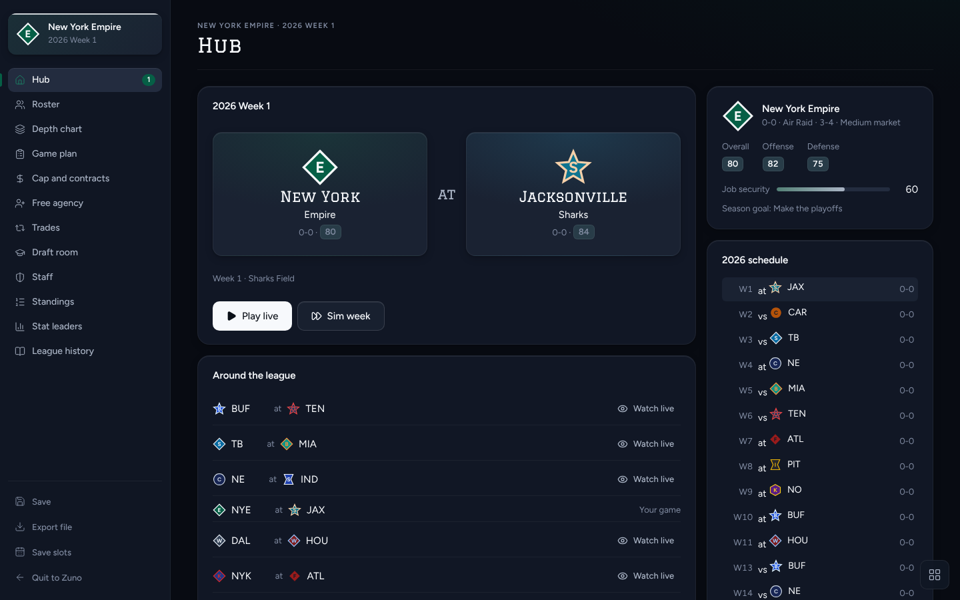 New York Empire
2026 Week 1
Hub
1
Roster
Depth chart
Game plan
Cap and contracts
Free agency
Trades
Draft room
Staff
Standings
Stat leaders
League history
Save
Export file
Save slots
Quit to Zuno
NEW YORK EMPIRE · 2026 WEEK 1
Hub
2026 Week 1
E
New York
Empire
0-0 · 80
AT
S
Jacksonville
Sharks
0-0 · 84
Week 1 · Sharks Field
Play live
Sim week
Around the league
BUF at TEN Watch live
TB at MIA Watch live
NE at IND Watch live
NYE at JAX Your game
DAL at HOU Watch live
NYK at ATL Watch live
E
New York Empire
0-0 · Air Raid · 3-4 · Medium market
Overall Offense Defense
80 82 75
Job security 60
Season goal: Make the playoffs
2026 schedule
W1 at JAX 0-0
W2 vs CAR 0-0
W3 vs TB 0-0
W4 at NE 0-0
W5 vs MIA 0-0
W6 vs TEN 0-0
W7 at ATL 0-0
W8 at PIT 0-0
W9 at NO 0-0
W10 at BUF 0-0
W11 at HOU 0-0
W13 vs BUF 0-0
W14 vs NE 0-0